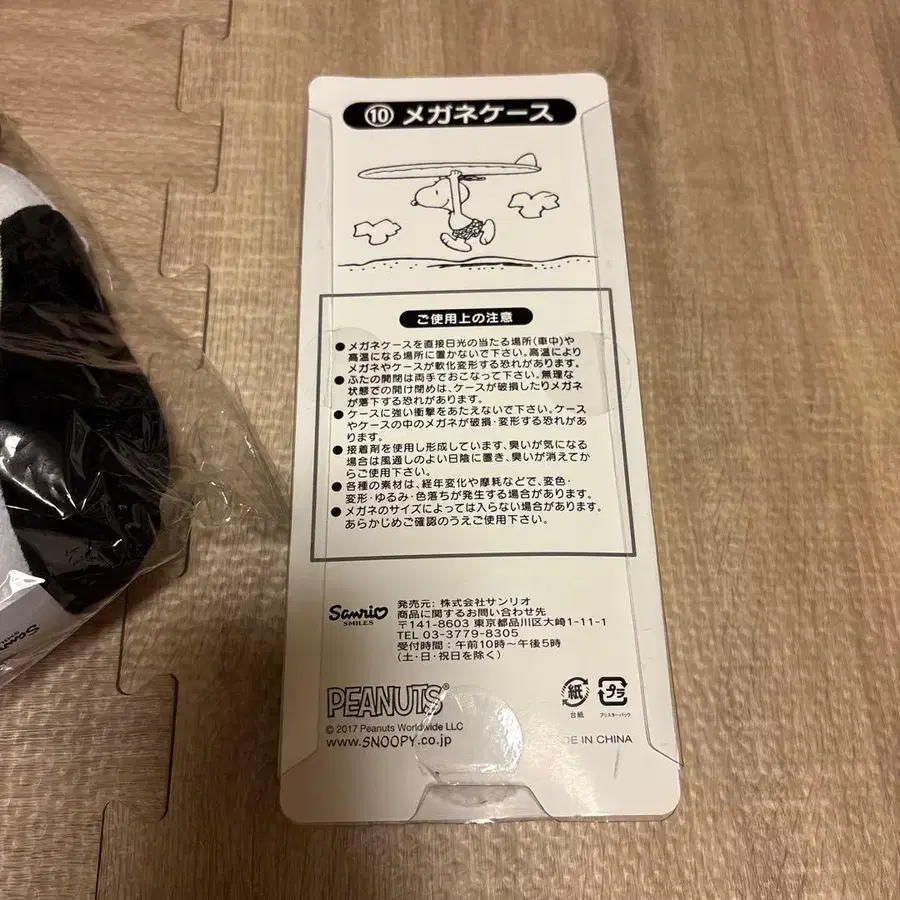 ⑩ メガネケース
ご使用上の注意
●メガネケースを直接日光の当たる場所(車中)や
高温になる場所に置かないで下さい。高温により
メガネやケースが軟化変形する恐れがあります。
●ふたの開閉は両手でおこなって下さい。無理な
状態での開け閉めは、ケースが破損したりメガネ
が落下する恐れがあります。
●ケースに強い衝撃をあたえないで下さい。ケース
やケースの中のメガネが破損・変形する恐れがあ
ります。
●接着剤を使用し形成しています、臭いが気になる
場合は風通しのよい日陰に置き、臭いが消えてか
らご使用下さい。
●各種の素材は、経年変化や摩耗などで、変色・
変形・ゆるみ・色落ちが発生する場合があります。
●メガネのサイズによっては入らない場合があります。
あらかじめご確認のうえご使用下さい。
Sanrio
SMILES
発売元: 株式会社サンリオ
商品に関するお問い合わせ先
〒141-8603 東京都品川区大崎1-11-1
TEL 03-3779-8305
受付時間：午前10時～午後5時
(土・日・祝日を除く)
PEANUTS®
© 2017 Peanuts Worldwide LLC
www.SNOOPY.co.jp
紙
台紙
プラ
ブリスターパック
DE IN CHINA